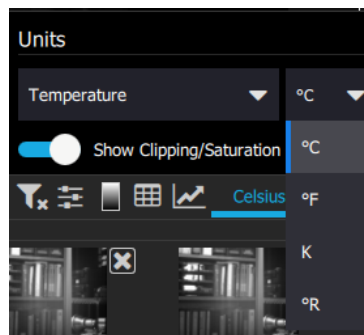 Units
Temperature
°C
Show Clipping/Saturation
°C
Celsius
°F
K
°R